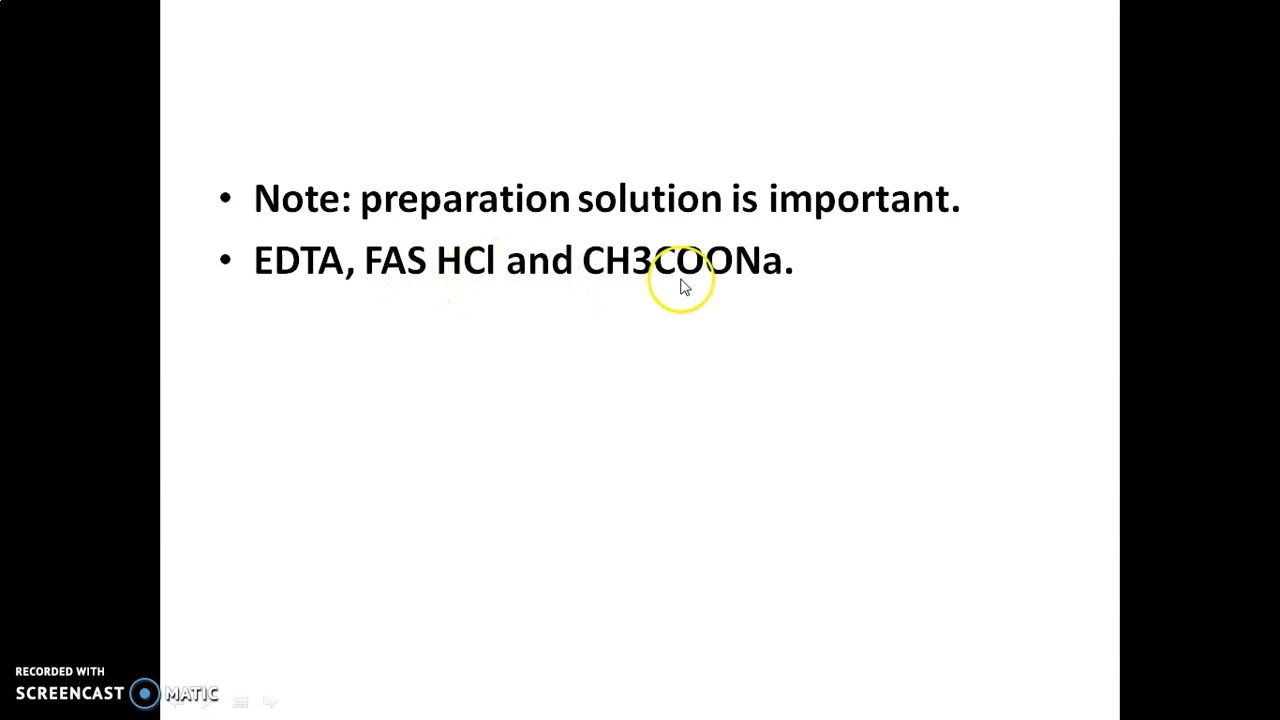 • Note: preparation solution is important.
• EDTA, FAS HCl and CH3COONa.
RECORDED WITH
SCREENCAST MATIC